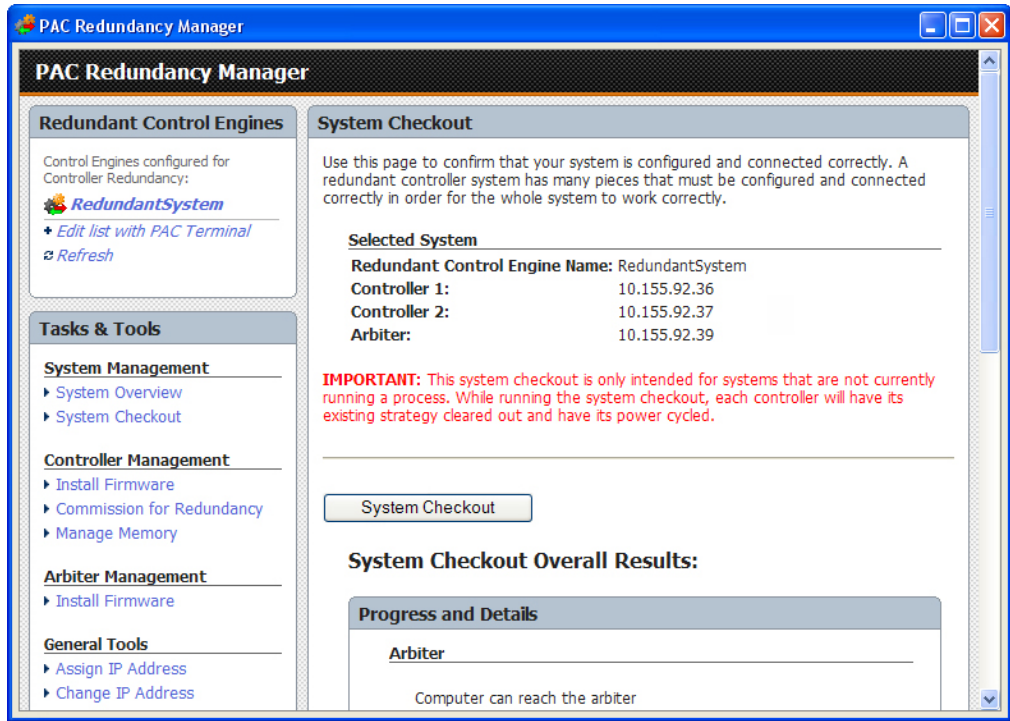 PAC Redundancy Manager
PAC Redundancy Manager
Redundant Control Engines
Control Engines configured for
Controller Redundancy:
RedundantSystem
Edit list with PAC Terminal
Refresh
Tasks & Tools
System Management
System Overview
System Checkout
Controller Management
Install Firmware
Commission for Redundancy
Manage Memory
Arbiter Management
Install Firmware
General Tools
Assign IP Address
Change IP Address
System Checkout
Use this page to confirm that your system is configured and connected correctly. A
redundant controller system has many pieces that must be configured and connected
correctly in order for the whole system to work correctly.
Selected System
Redundant Control Engine Name: RedundantSystem
Controller 1: 10.155.92.36
Controller 2: 10.155.92.37
Arbiter: 10.155.92.39
IMPORTANT: This system checkout is only intended for systems that are not currently
running a process. While running the system checkout, each controller will have its
existing strategy cleared out and have its power cycled.
System Checkout
System Checkout Overall Results:
Progress and Details
Arbiter
Computer can reach the arbiter